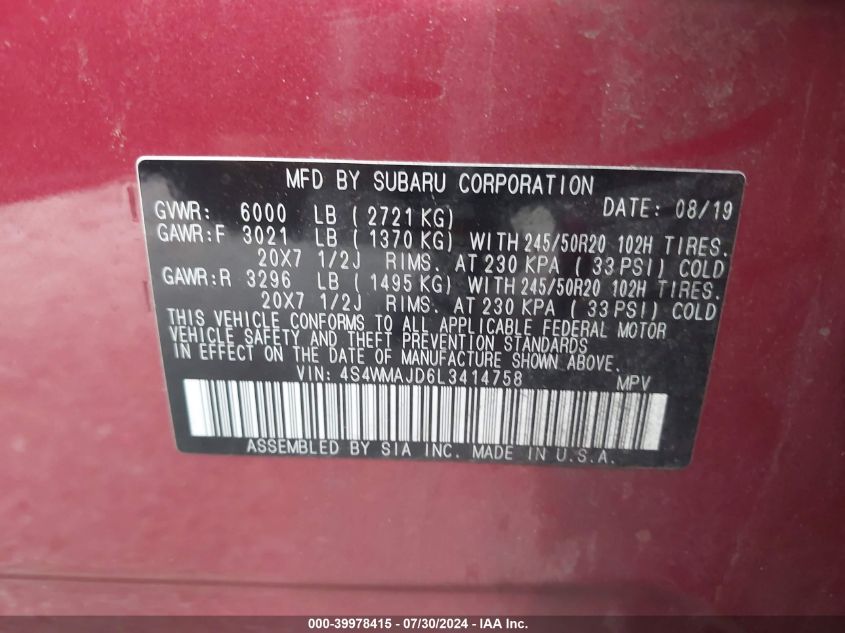 MFD BY SUBARU CORPORATION
GVWR: 6000 LB ( 2721 KG) DATE: 08/19
GAWR:F 3021 LB ( 1370 KG) WITH 245/50R20 102H TIRES.
20X7 1/2J RIMS. AT 230 KPA ( 33 PSI) COLD
GAWR:R 3296 LB ( 1495 KG) WITH 245/50R20 102H TIRES.
20X7 1/2J RIMS. AT 230 KPA ( 33 PSI) COLD
THIS VEHICLE CONFORMS TO ALL APPLICABLE FEDERAL MOTOR
VEHICLE SAFETY AND THEFT PREVENTION STANDARDS
IN EFFECT ON THE DATE OF MANUFACTURE SHOWN ABOVE.
VIN: 4S4WMAJD6L3414758 MPV
ASSEMBLED BY SIA INC. MADE IN U.S.A.
000-39978415 - 07/30/2024 - IAA Inc.